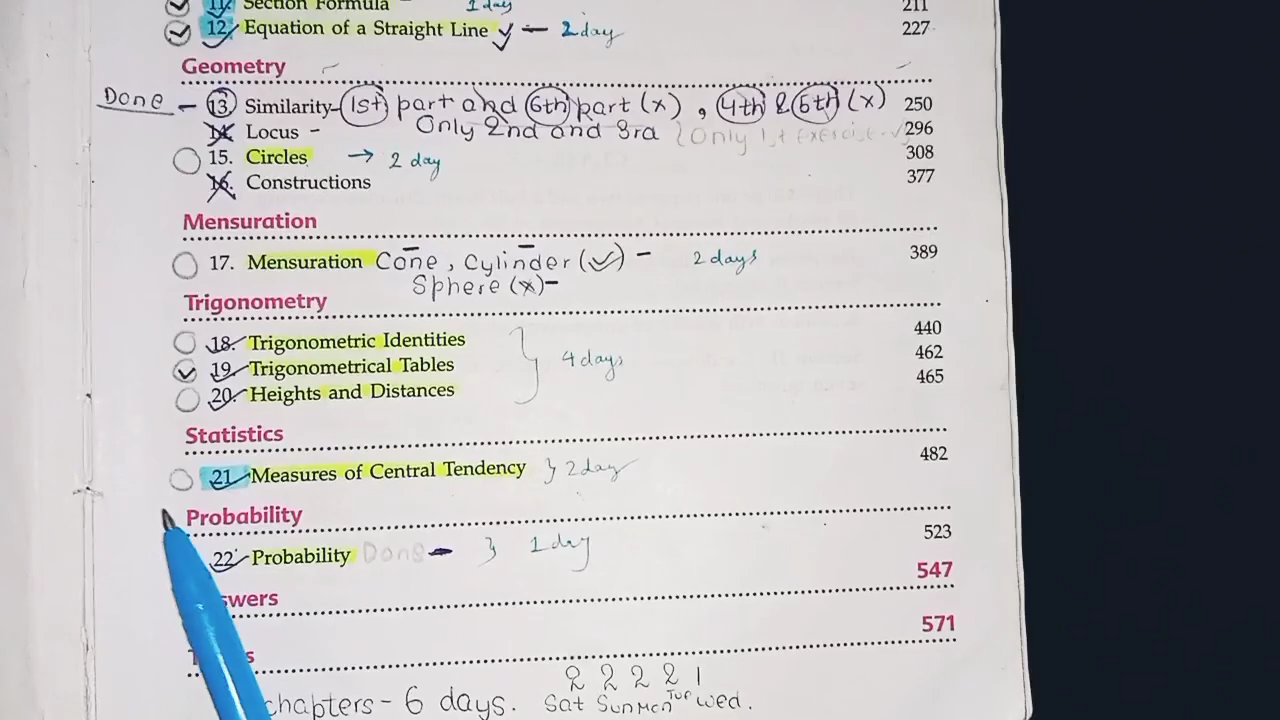 11. Section Formula - 1 day 211
12. Equation of a Straight Line - 2 day 227
Geometry
Done - 13 Similarity - 1st part and 6th part (x), 4th & 5th (x) 250
Only 2nd and 3rd {Only 1st Exercise.
14. Locus - 296
15. Circles → 2 day 308
16. Constructions 377
Mensuration
17. Mensuration Cone, Cylinder (✓) - 2 days 389
Sphere (x) -
Trigonometry
18. Trigonometric Identities 440
19. Trigonometrical Tables } 4 days 462
20. Heights and Distances 465
Statistics
21. Measures of Central Tendency } 2 day 482
Probability
22. Probability Done - } 1 day 523
547
571
2 2 2 2 1
chapters - 6 days. Sat Sun Mon Tue Wed.